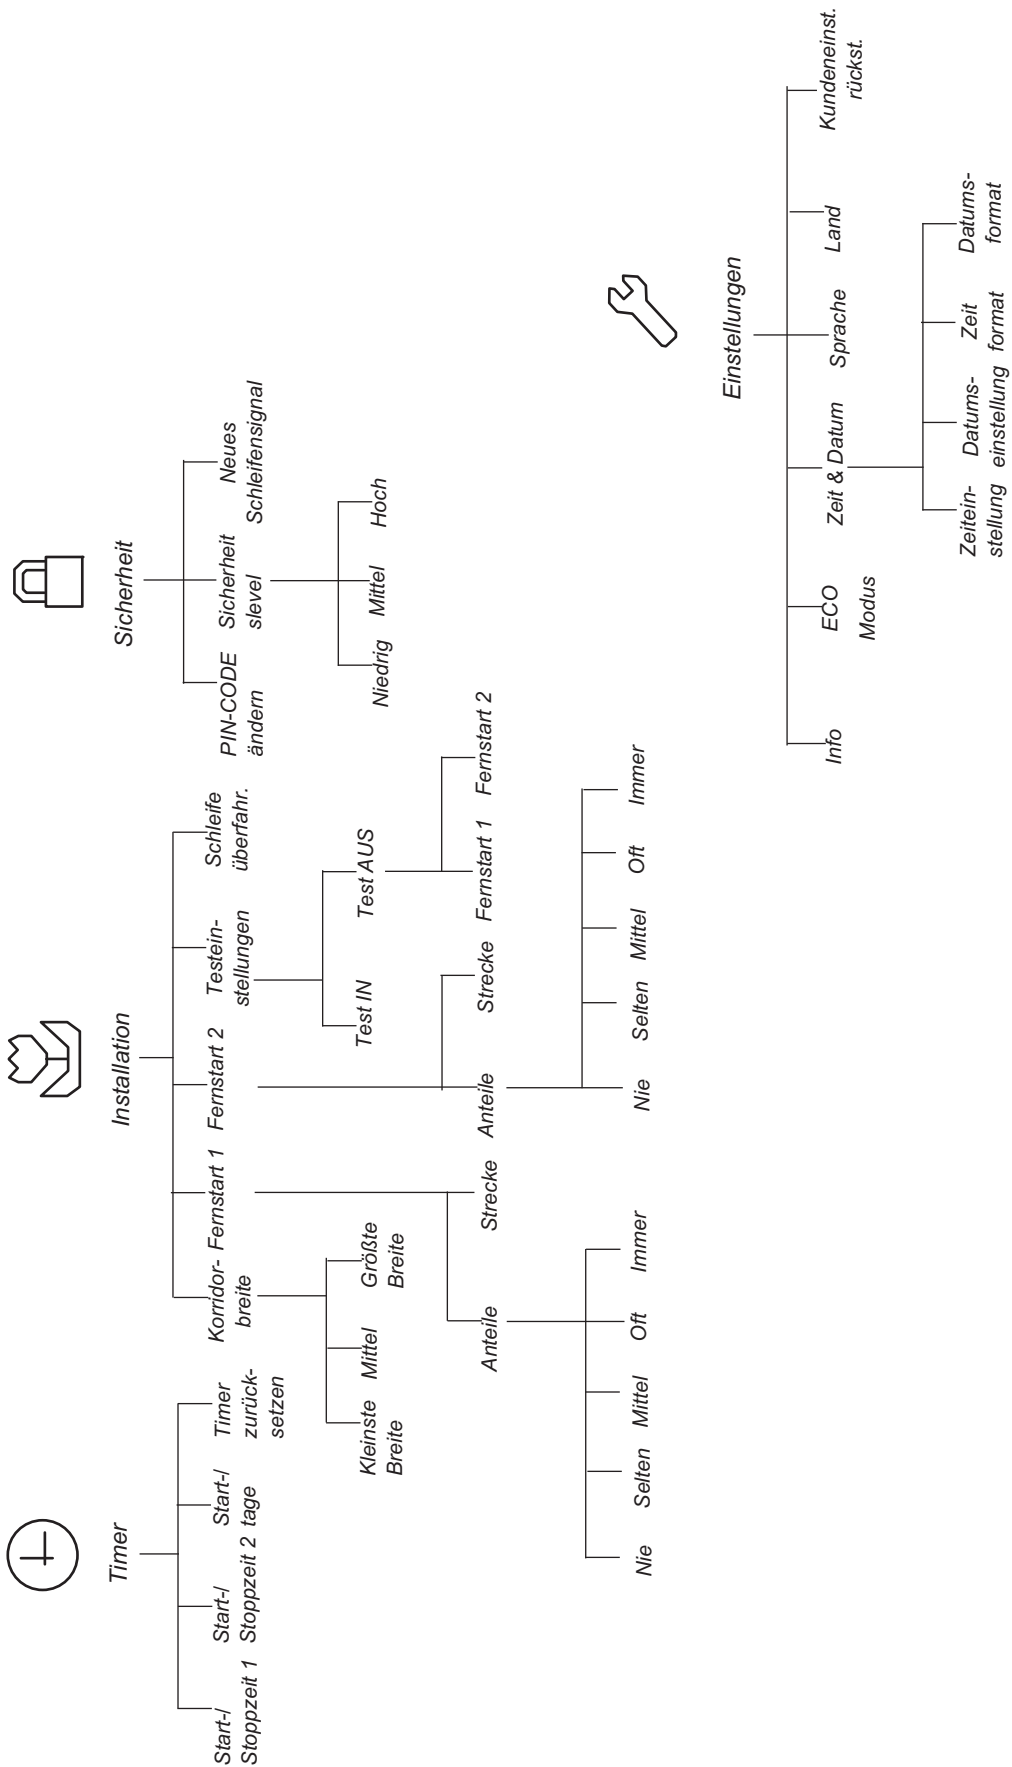 Timer
Start-/
Stoppzeit 1
Start-/
Stoppzeit 2
Start-/
tage
Timer
zurück-
setzen
Installation
Korridor-
breite
Kleinste
Breite
Mittel
Größte
Breite
Fernstart 1
Anteile
Nie
Selten
Mittel
Oft
Immer
Strecke
Fernstart 2
Anteile
Nie
Selten
Mittel
Oft
Immer
Strecke
Testein-
stellungen
Test IN
Test AUS
Fernstart 1
Fernstart 2
Schleife
überfahr.
Sicherheit
PIN-CODE
ändern
Sicherheit
slevel
Niedrig
Mittel
Hoch
Neues
Schleifensignal
Einstellungen
Info
ECO
Modus
Zeit & Datum
Zeitein-
stellung
Datums-
einstellung
Zeit
format
Datums-
format
Sprache
Land
Kundeneinst.
rückst.